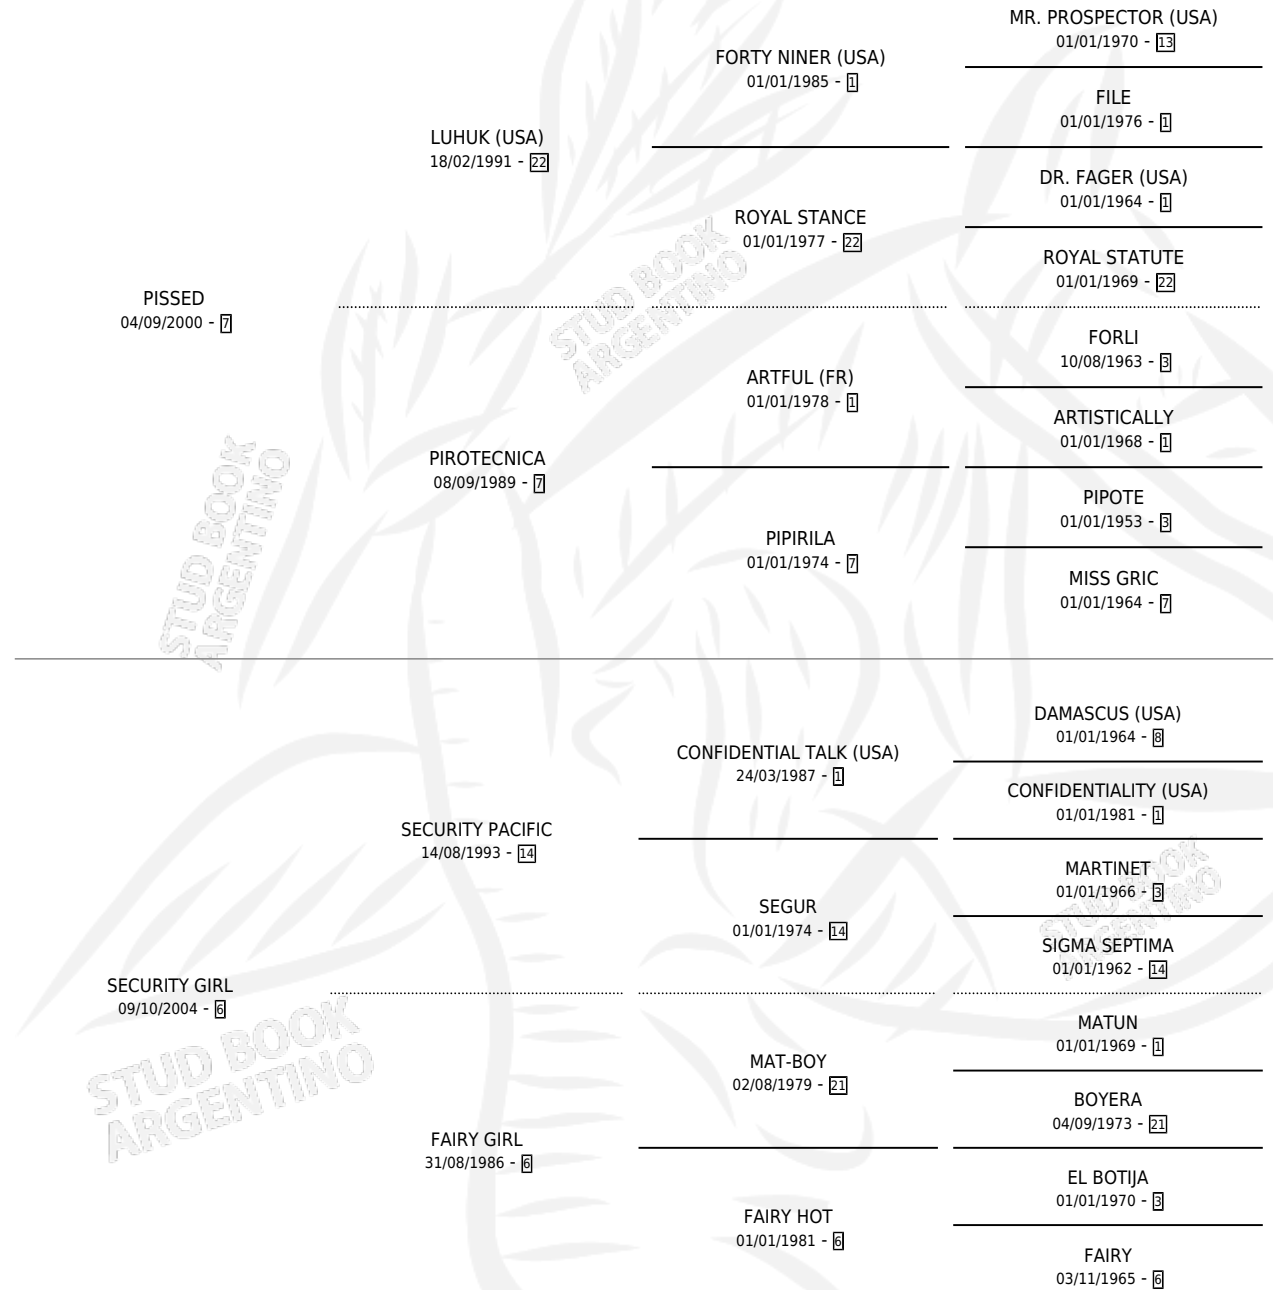 MR. PROSPECTOR (USA)
01/01/1970 - 13
FORTY NINER (USA)
01/01/1985 - 1
FILE
01/01/1976 - 1
LUHUK (USA)
18/02/1991 - 22
DR. FAGER (USA)
01/01/1964 - 1
ROYAL STANCE
01/01/1977 - 22
ROYAL STATUTE
01/01/1969 - 22
PISSED
04/09/2000 - 7
FORLI
10/08/1963 - 3
ARTFUL (FR)
01/01/1978 - 1
ARTISTICALLY
01/01/1968 - 1
PIROTECNICA
08/09/1989 - 7
PIPOTE
01/01/1953 - 3
PIPIRILA
01/01/1974 - 7
MISS GRIC
01/01/1964 - 7
DAMASCUS (USA)
01/01/1964 - 8
CONFIDENTIAL TALK (USA)
24/03/1987 - 1
CONFIDENTIALITY (USA)
01/01/1981 - 1
SECURITY PACIFIC
14/08/1993 - 14
MARTINET
01/01/1966 - 3
SEGUR
01/01/1974 - 14
SIGMA SEPTIMA
01/01/1962 - 14
SECURITY GIRL
09/10/2004 - 6
MATUN
01/01/1969 - 1
MAT-BOY
02/08/1979 - 21
BOYERA
04/09/1973 - 21
FAIRY GIRL
31/08/1986 - 6
EL BOTIJA
01/01/1970 - 3
FAIRY HOT
01/01/1981 - 6
FAIRY
03/11/1965 - 6
STUD BOOK
ARGENTINO
STUD BOOK
ARGENTINO
STUD BOOK
ARGENTINO
STUD BOOK
ARGENTINO